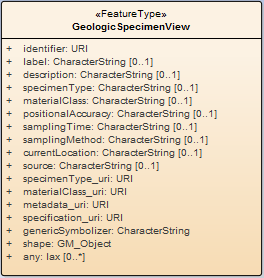 «FeatureType»
GeologicSpecimenView
+ identifier: URI
+ label: CharacterString [0..1]
+ description: CharacterString [0..1]
+ specimenType: CharacterString [0..1]
+ materialClass: CharacterString [0..1]
+ positionalAccuracy: CharacterString [0..1]
+ samplingTime: CharacterString [0..1]
+ samplingMethod: CharacterString [0..1]
+ currentLocation: CharacterString [0..1]
+ source: CharacterString [0..1]
+ specimenType_uri: URI
+ materialClass_uri: URI
+ metadata_uri: URI
+ specification_uri: URI
+ genericSymbolizer: CharacterString
+ shape: GM_Object
+ any: lax [0..*]